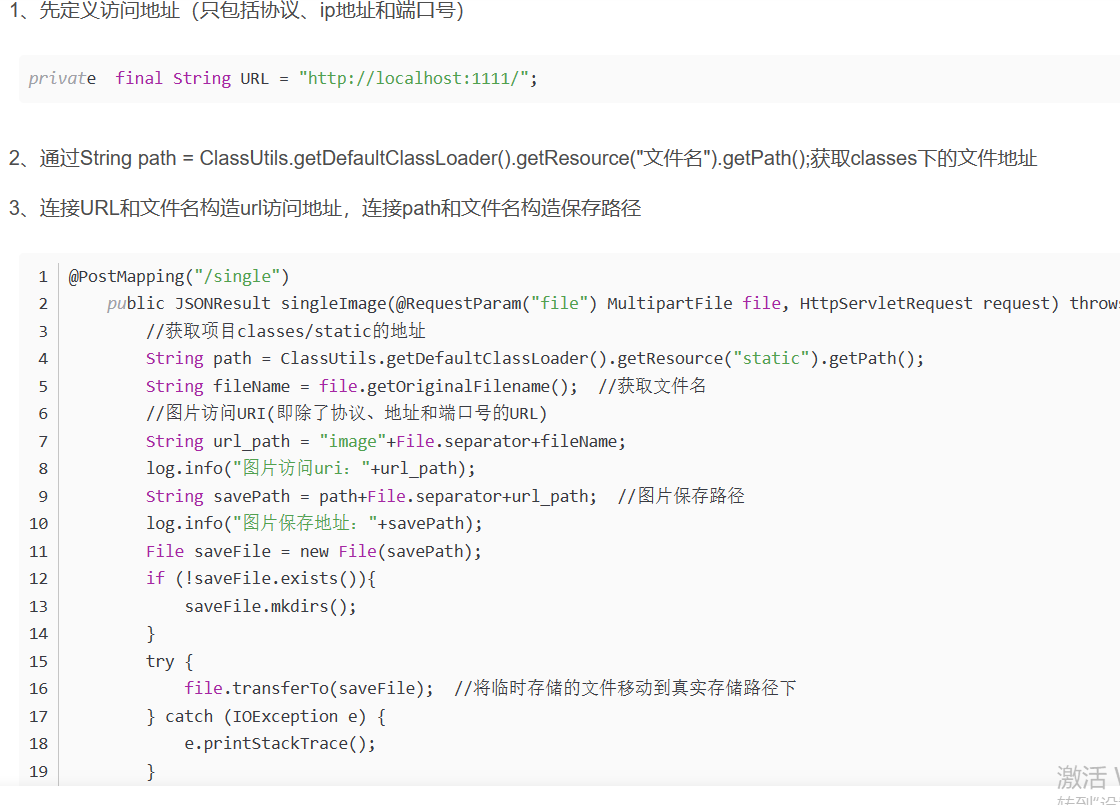 1、先定义访问地址（只包括协议、ip地址和端口号）
private  final String URL = "http://localhost:1111/";
2、通过String path = ClassUtils.getDefaultClassLoader().getResource("文件名").getPath();获取classes下的文件地址
3、连接URL和文件名构造url访问地址，连接path和文件名构造保存路径
1 @PostMapping("/single")
2     public JSONResult singleImage(@RequestParam("file") MultipartFile file, HttpServletRequest request) throws
3         //获取项目classes/static的地址
4         String path = ClassUtils.getDefaultClassLoader().getResource("static").getPath();
5         String fileName = file.getOriginalFilename();  //获取文件名
6         //图片访问URI(即除了协议、地址和端口号的URL)
7         String url_path = "image"+File.separator+fileName;
8         log.info("图片访问uri："+url_path);
9         String savePath = path+File.separator+url_path;  //图片保存路径
10         log.info("图片保存地址："+savePath);
11         File saveFile = new File(savePath);
12         if (!saveFile.exists()){
13             saveFile.mkdirs();
14         }
15         try {
16             file.transferTo(saveFile);  //将临时存储的文件移动到真实存储路径下
17         } catch (IOException e) {
18             e.printStackTrace();
19         }
激活